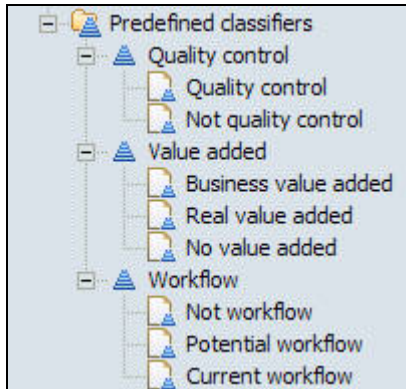 Predefined classifiers
Quality control
Quality control
Not quality control
Value added
Business value added
Real value added
No value added
Workflow
Not workflow
Potential workflow
Current workflow